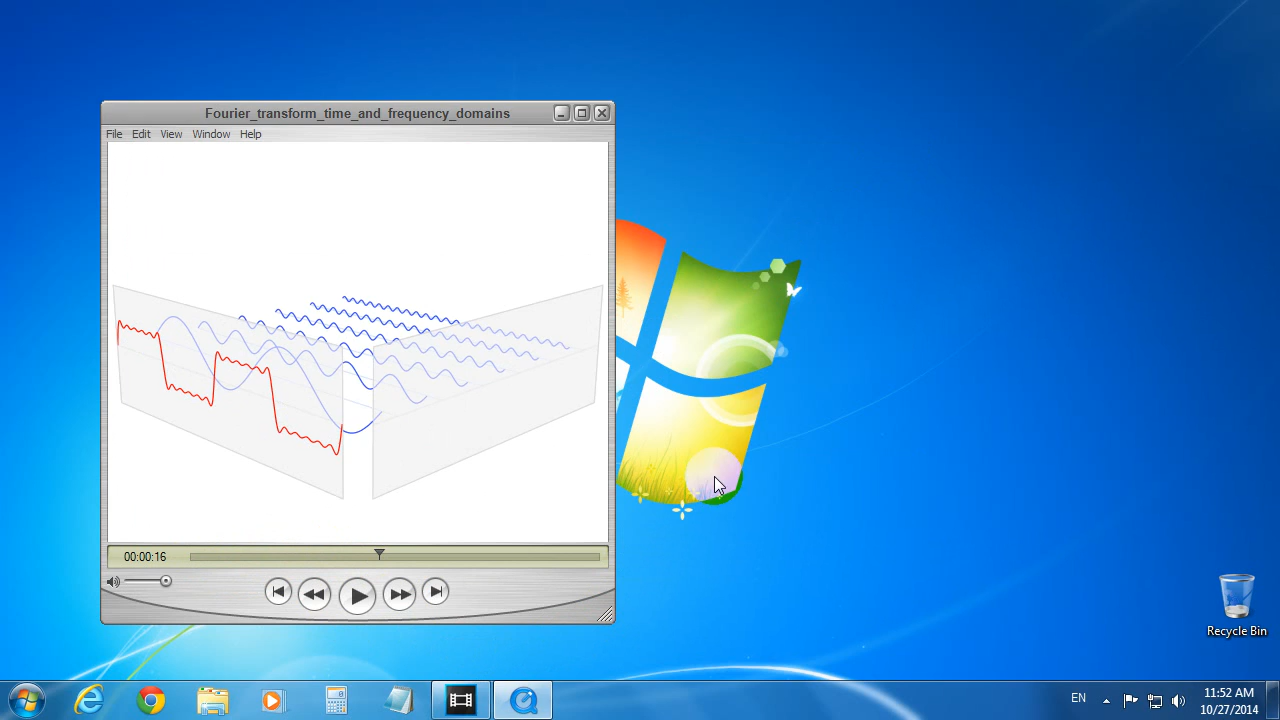 Fourier_transform_time_and_frequency_domains
File Edit View Window Help
00:00:16
Recycle Bin
EN
11:52 AM
10/27/2014